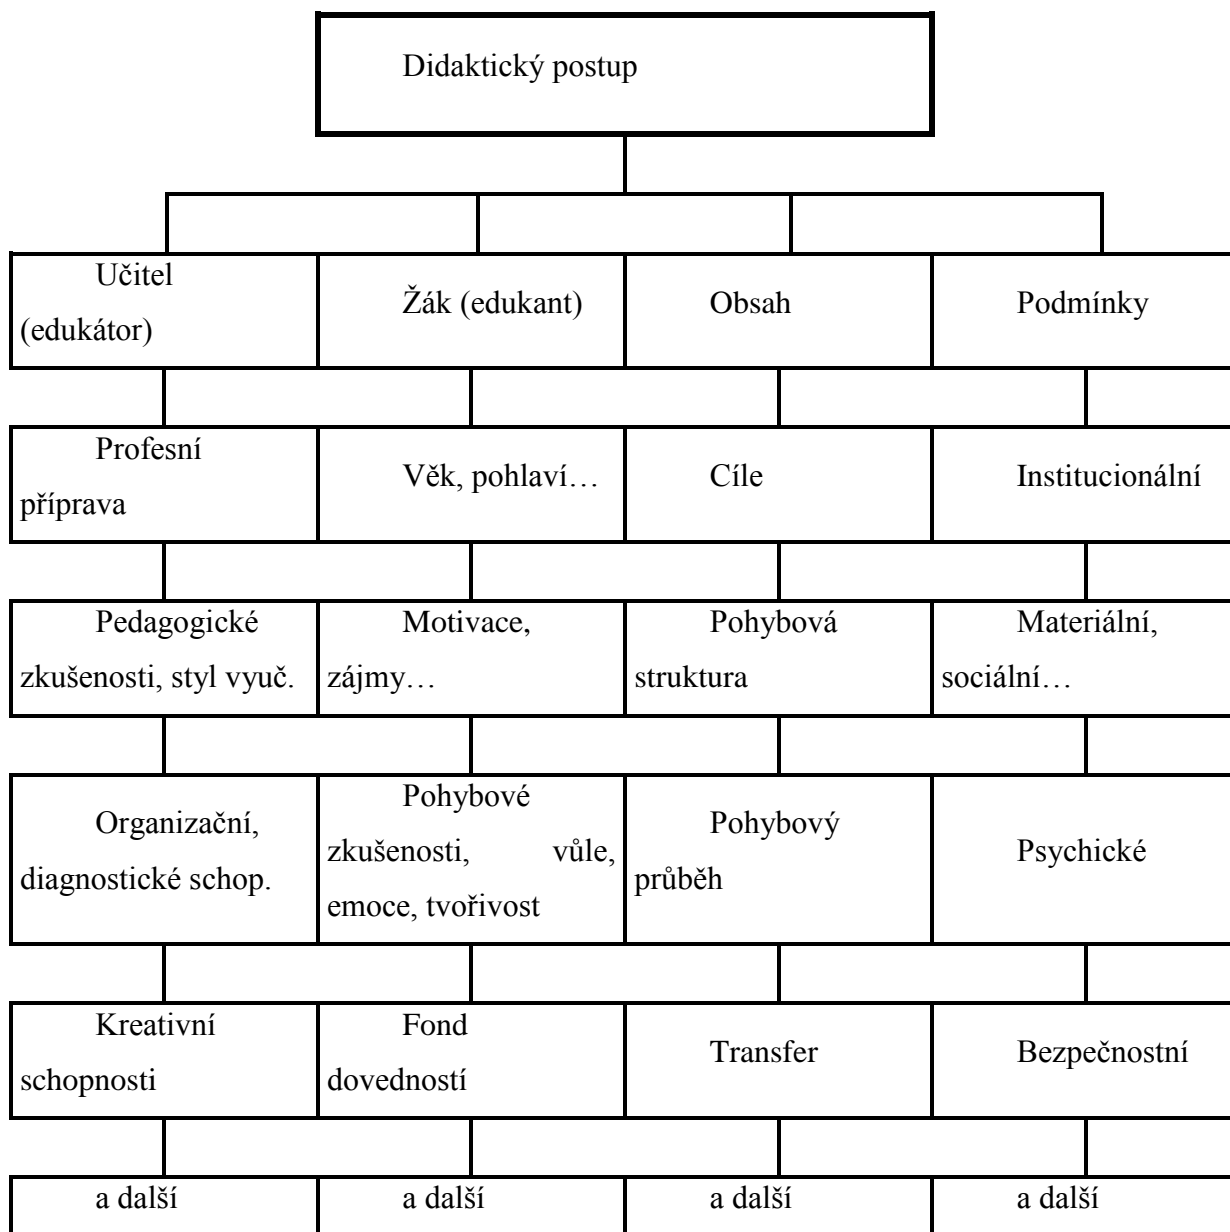 Didaktický postup
Učitel
(edukátor)
Žák (edukant)
Obsah
Podmínky
Profesní
příprava
Věk, pohlaví…
Cíle
Institucionální
Pedagogické
zkušenosti, styl vyuč.
Motivace,
zájmy…
Pohybová
struktura
Materiální,
sociální…
Organizační,
diagnostické schop.
Pohybové
zkušenosti, vůle,
emoce, tvořivost
Pohybový
průběh
Psychické
Kreativní
schopnosti
Fond
dovedností
Transfer
Bezpečnostní
a další
a další
a další
a další